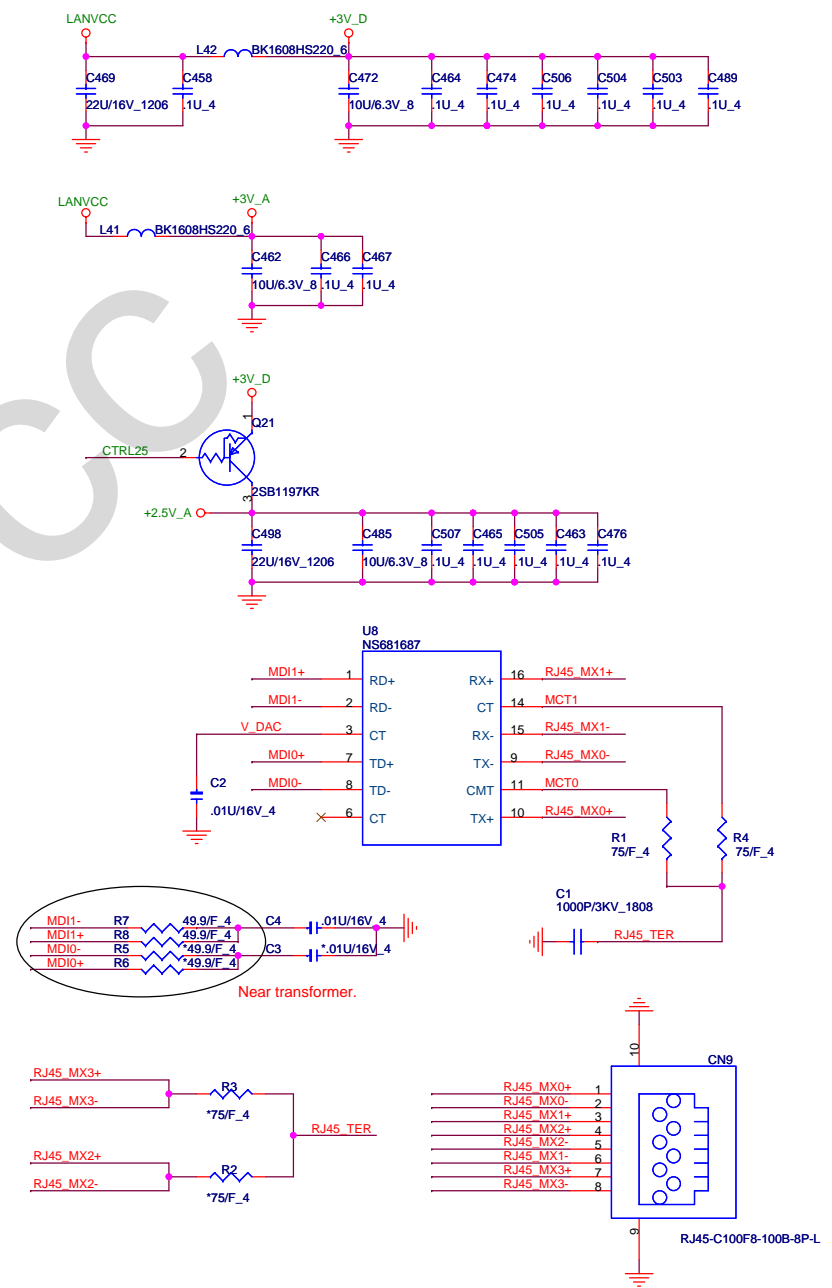 LANVCC
+3V_D
L42
BK1608HS220_6
C469
C458
C472
C464
C474
C506
C504
C503
C489
22U/16V_1206
.1U_4
10U/6.3V_8
.1U_4
.1U_4
.1U_4
.1U_4
.1U_4
.1U_4
LANVCC
+3V_A
L41
BK1608HS220_6
C462
C466
C467
10U/6.3V_8
.1U_4
.1U_4
CC
+3V_D
1
Q21
CTRL25
2
2SB1197KR
3
+2.5V_A
C498
C485
C507
C465
C505
C463
C476
22U/16V_1206
10U/6.3V_8
.1U_4
.1U_4
.1U_4
.1U_4
.1U_4
U8
NS681687
MDI1+ 1 RD+ RX+ 16 RJ45_MX1+
MDI1- 2 RD- CT 14 MCT1
V_DAC 3 CT RX- 15 RJ45_MX1-
MDI0+ 7 TD+ TX- 9 RJ45_MX0-
MDI0- 8 TD- CMT 11 MCT0
6 CT TX+ 10 RJ45_MX0+
C2
.01U/16V_4
R1
75/F_4
R4
75/F_4
C1
1000P/3KV_1808
RJ45_TER
MDI1- R7 49.9/F_4 C4 .01U/16V_4
MDI1+ R8 49.9/F_4
MDI0- R5 *49.9/F_4 C3 *.01U/16V_4
MDI0+ R6 *49.9/F_4
Near transformer.
RJ45_MX3+
RJ45_MX3-
R3
*75/F_4
RJ45_TER
RJ45_MX2+
RJ45_MX2-
R2
*75/F_4
10
CN9
RJ45_MX0+ 1
RJ45_MX0- 2
RJ45_MX1+ 3
RJ45_MX2+ 4
RJ45_MX2- 5
RJ45_MX1- 6
RJ45_MX3+ 7
RJ45_MX3- 8
9
RJ45-C100F8-100B-8P-L